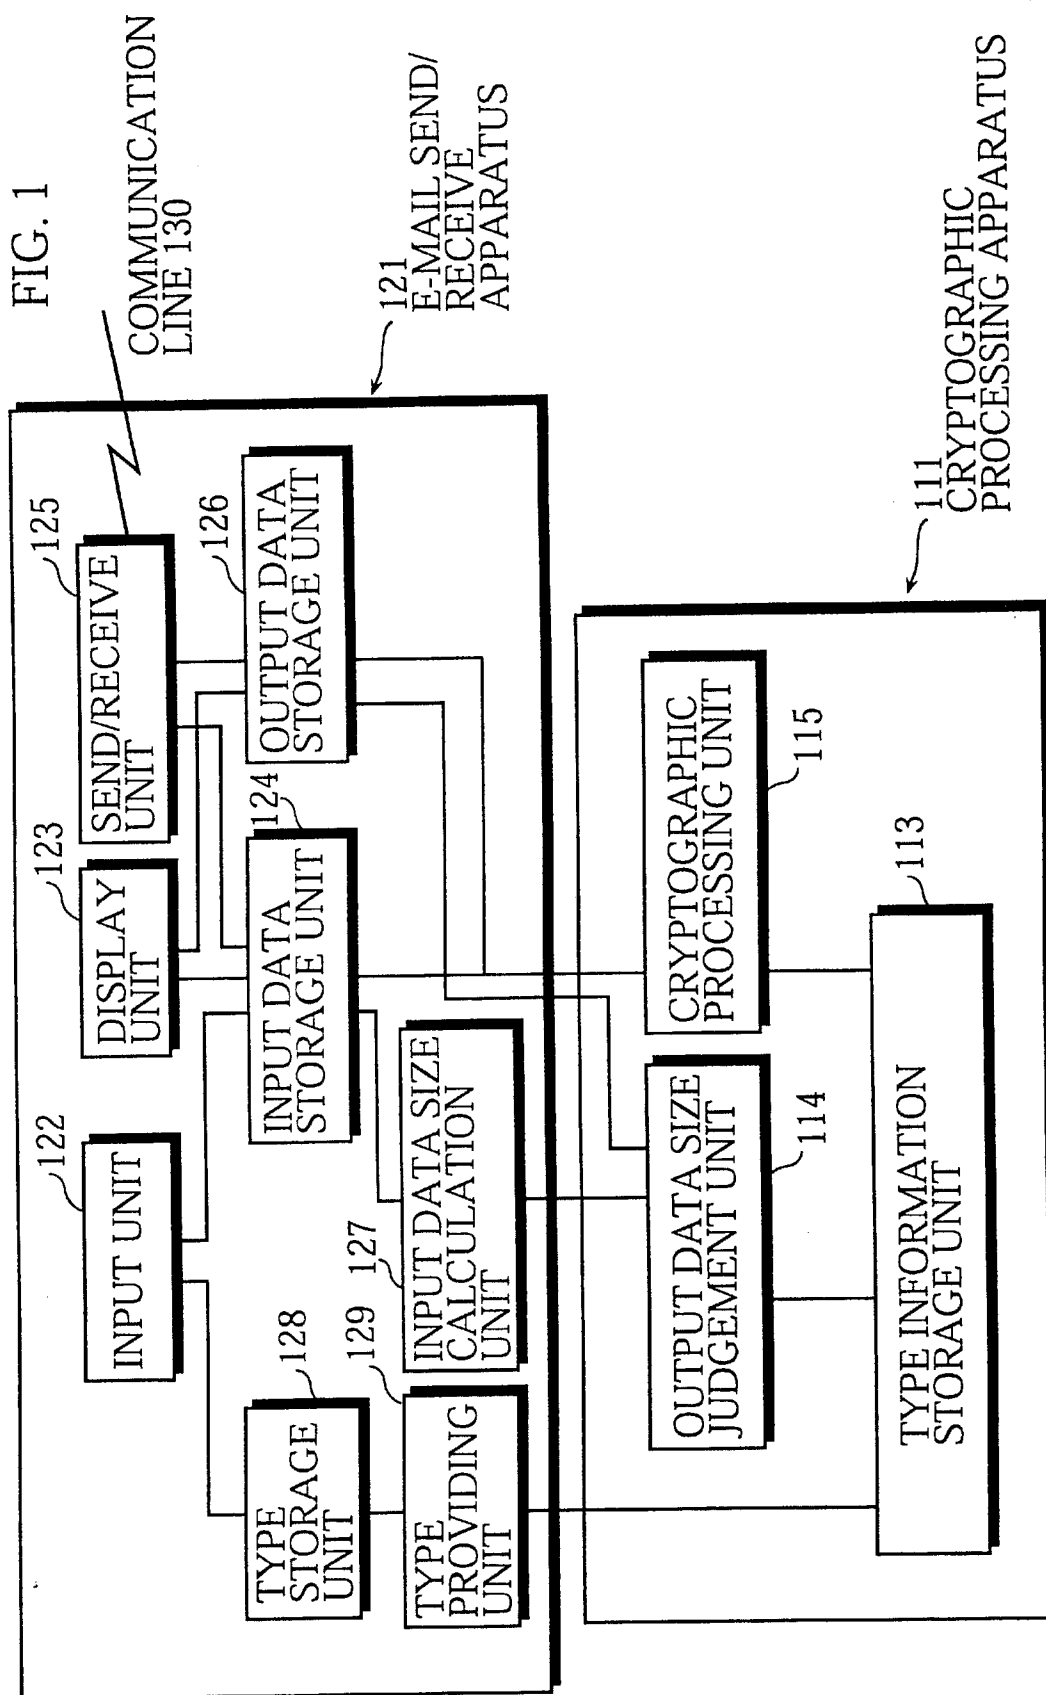 FIG. 1
COMMUNICATION
LINE 130
121
E-MAIL SEND/
RECEIVE
APPARATUS
122
INPUT UNIT
123
DISPLAY
UNIT
125
SEND/RECEIVE
UNIT
128
TYPE
STORAGE
UNIT
124
INPUT DATA
STORAGE UNIT
126
OUTPUT DATA
STORAGE UNIT
129
TYPE
PROVIDING
UNIT
127
INPUT DATA SIZE
CALCULATION
UNIT
111
CRYPTOGRAPHIC
PROCESSING APPARATUS
OUTPUT DATA SIZE
JUDGEMENT UNIT
114
CRYPTOGRAPHIC
PROCESSING UNIT
115
TYPE INFORMATION
STORAGE UNIT
113